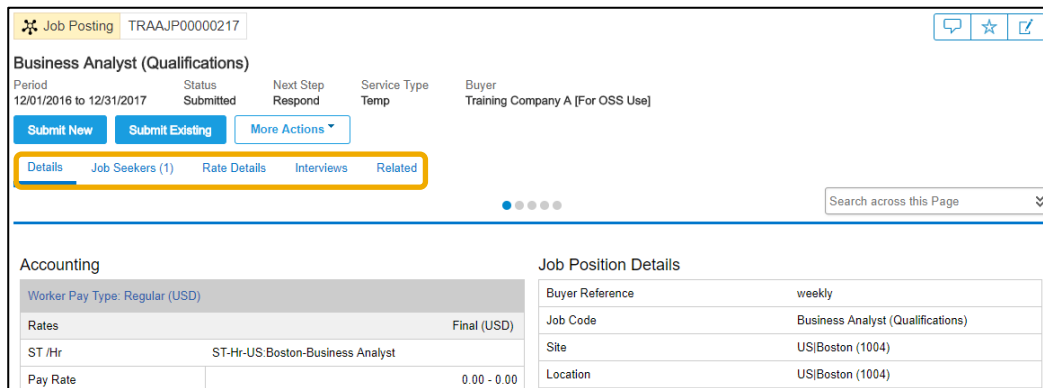 Job Posting TRAAJP00000217
Business Analyst (Qualifications)
Period Status Next Step Service Type Buyer
12/01/2016 to 12/31/2017 Submitted Respond Temp Training Company A [For OSS Use]
Submit New Submit Existing More Actions
Details Job Seekers (1) Rate Details Interviews Related
Search across this Page
Accounting
Worker Pay Type: Regular (USD)
Rates Final (USD)
ST /Hr ST-Hr-US:Boston-Business Analyst
Pay Rate 0.00 - 0.00
Job Position Details
Buyer Reference weekly
Job Code Business Analyst (Qualifications)
Site US|Boston (1004)
Location US|Boston (1004)